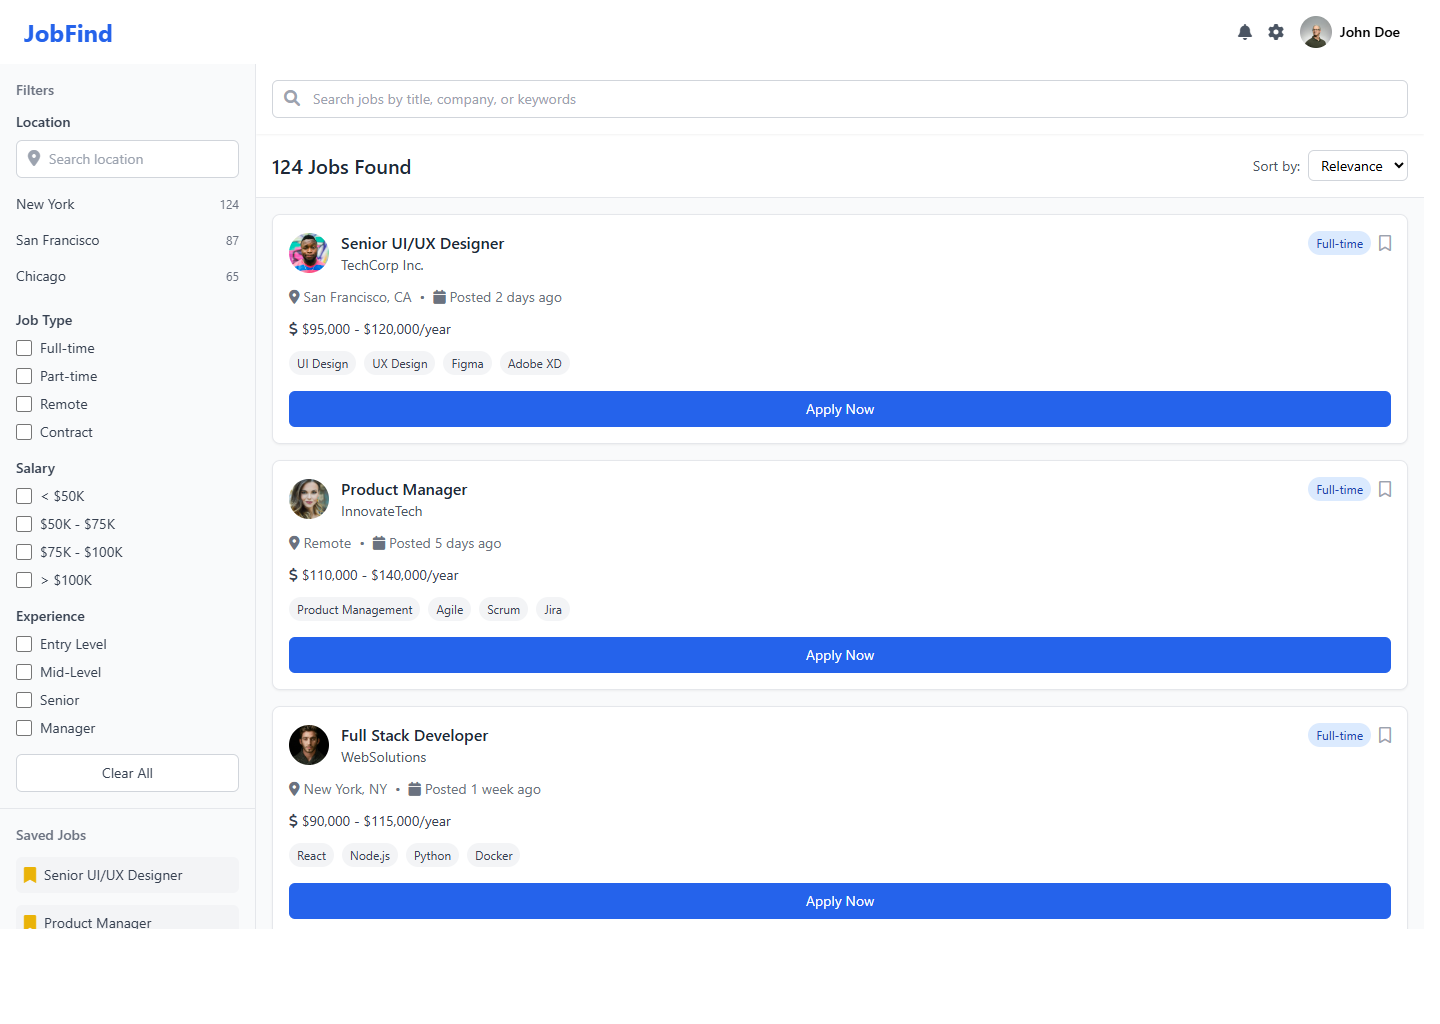 JobFind
John Doe
Filters
Location
Search location
New York 124
San Francisco 87
Chicago 65
Job Type
Full-time
Part-time
Remote
Contract
Salary
< $50K
$50K - $75K
$75K - $100K
> $100K
Experience
Entry Level
Mid-Level
Senior
Manager
Clear All
Saved Jobs
Senior UI/UX Designer
Product Manager
Search jobs by title, company, or keywords
124 Jobs Found
Sort by: Relevance
Senior UI/UX Designer
Full-time
TechCorp Inc.
San Francisco, CA • Posted 2 days ago
$ $95,000 - $120,000/year
UI Design UX Design Figma Adobe XD
Apply Now
Product Manager
Full-time
InnovateTech
Remote • Posted 5 days ago
$ $110,000 - $140,000/year
Product Management Agile Scrum Jira
Apply Now
Full Stack Developer
Full-time
WebSolutions
New York, NY • Posted 1 week ago
$ $90,000 - $115,000/year
React Node.js Python Docker
Apply Now